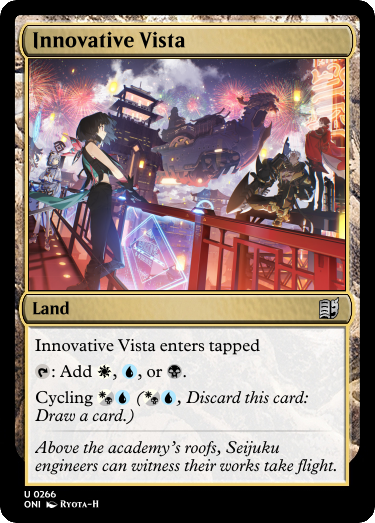 Innovative Vista
Land
Innovative Vista enters tapped
: Add , , or .
Cycling (, Discard this card:
Draw a card.)
Above the academy's roofs, Seijuku
engineers can witness their works take flight.
U 0266
ONI RYOTA-H